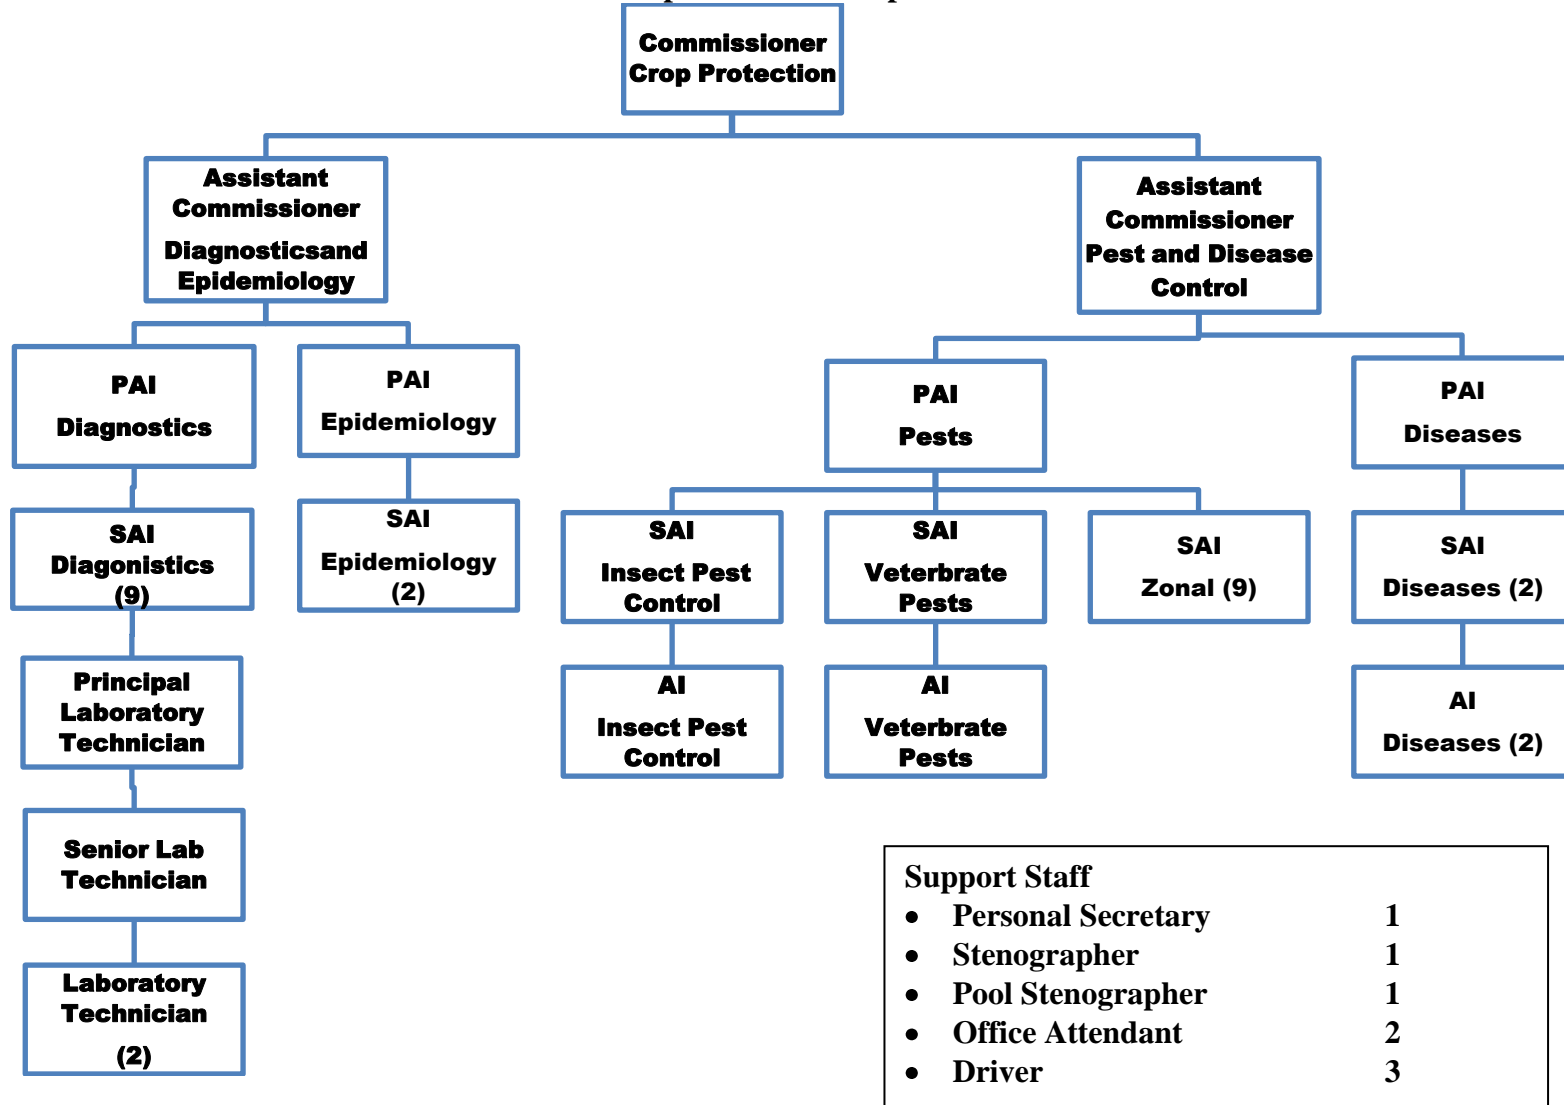 Commissioner
Crop Protection
Assistant
Commissioner
Diagnosticsand
Epidemiology
Assistant
Commissioner
Pest and Disease
Control
PAI
Diagnostics
PAI
Epidemiology
PAI
Pests
PAI
Diseases
SAI
Diagonistics
(9)
SAI
Epidemiology
(2)
SAI
Insect Pest
Control
SAI
Veterbrate
Pests
SAI
Zonal (9)
SAI
Diseases (2)
Principal
Laboratory
Technician
AI
Insect Pest
Control
AI
Veterbrate
Pests
AI
Diseases (2)
Senior Lab
Technician
Laboratory
Technician
(2)
Support Staff
• Personal Secretary 1
• Stenographer 1
• Pool Stenographer 1
• Office Attendant 2
• Driver 3